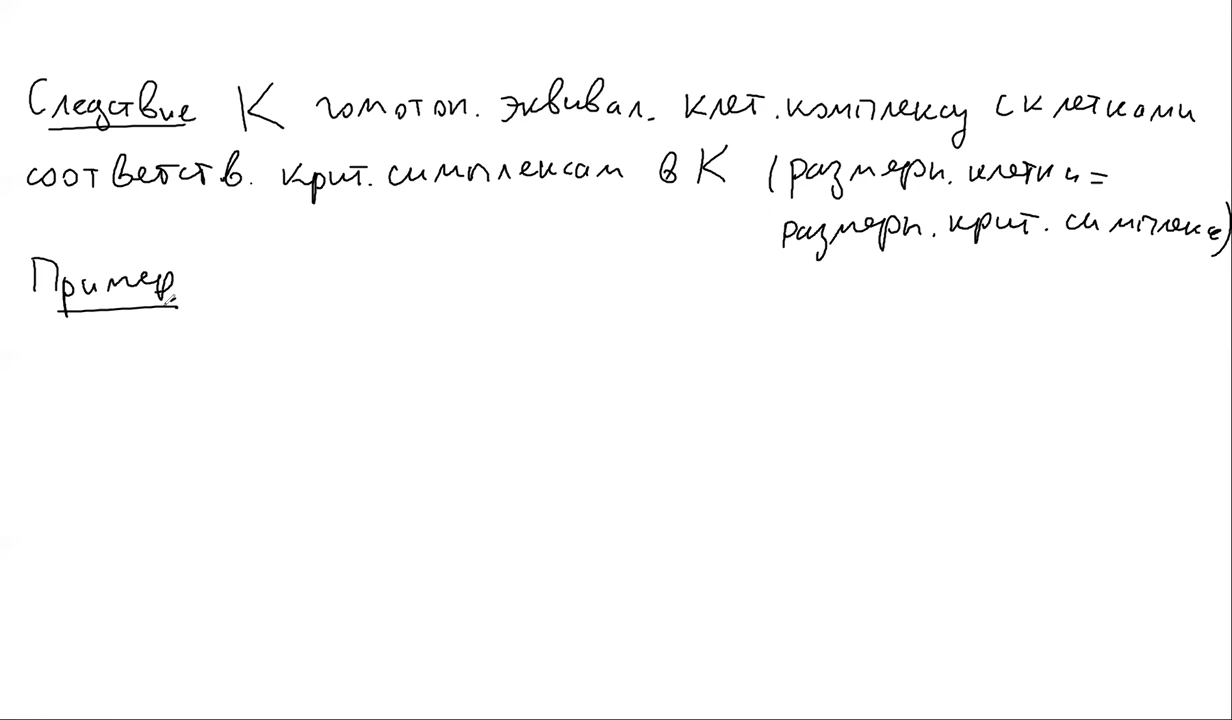 Следствие К гомотоп. эквивал. клет. комплексу с клетками
соответств. крит. симплексам в К (размерн. клетки =
размерн. крит. симплекс)
Пример.